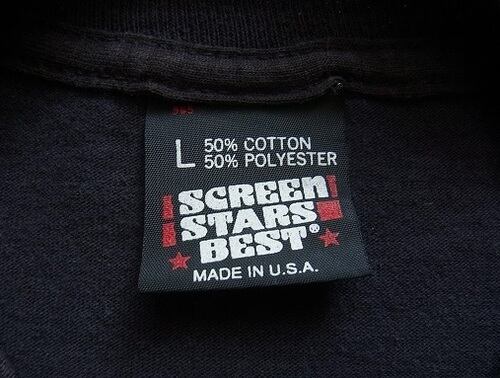 L 50% COTTON
50% POLYESTER
SCREEN
STARS
BEST®
MADE IN U.S.A.